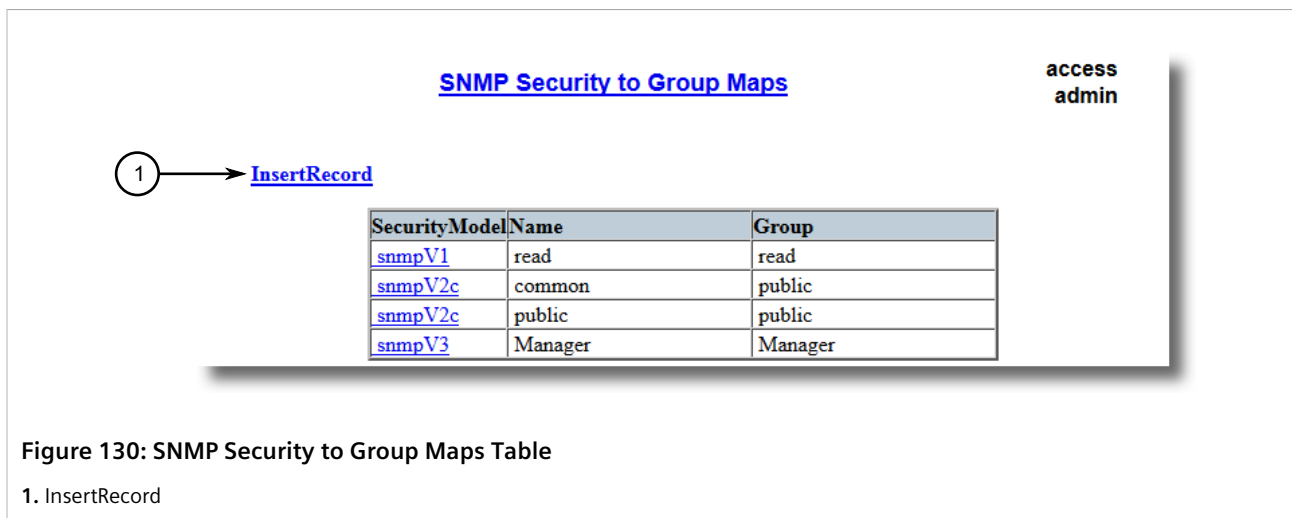 SNMP Security to Group Maps
access
admin
1
InsertRecord
SecurityModel Name Group
snmpV1 read read
snmpV2c common public
snmpV2c public public
snmpV3 Manager Manager
Figure 130: SNMP Security to Group Maps Table
1. InsertRecord